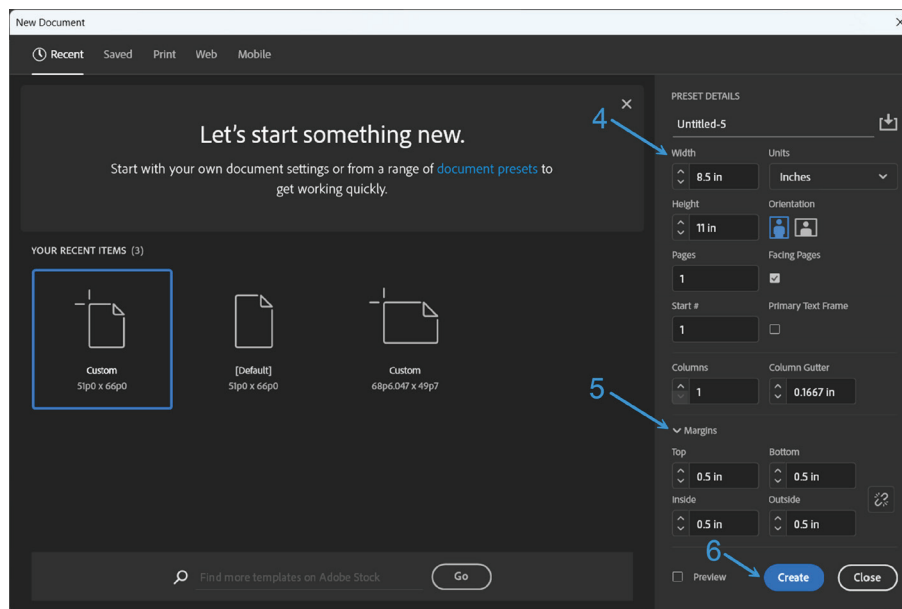 New Document
Recent Saved Print Web Mobile
Let's start something new.
Start with your own document settings or from a range of document presets to
get working quickly.
YOUR RECENT ITEMS (3)
Custom
51p0 x 66p0
[Default]
51p0 x 66p0
Custom
68p6.047 x 49p7
Find more templates on Adobe Stock
Go
PRESET DETAILS
4
Untitled-5
Width Units
8.5 in Inches
Height Orientation
11 in
Pages Facing Pages
1
Start # Primary Text Frame
1
Columns Column Gutter
1 0.1667 in
5
Margins
Top Bottom
0.5 in 0.5 in
Inside Outside
0.5 in 0.5 in
6
Preview Create Close